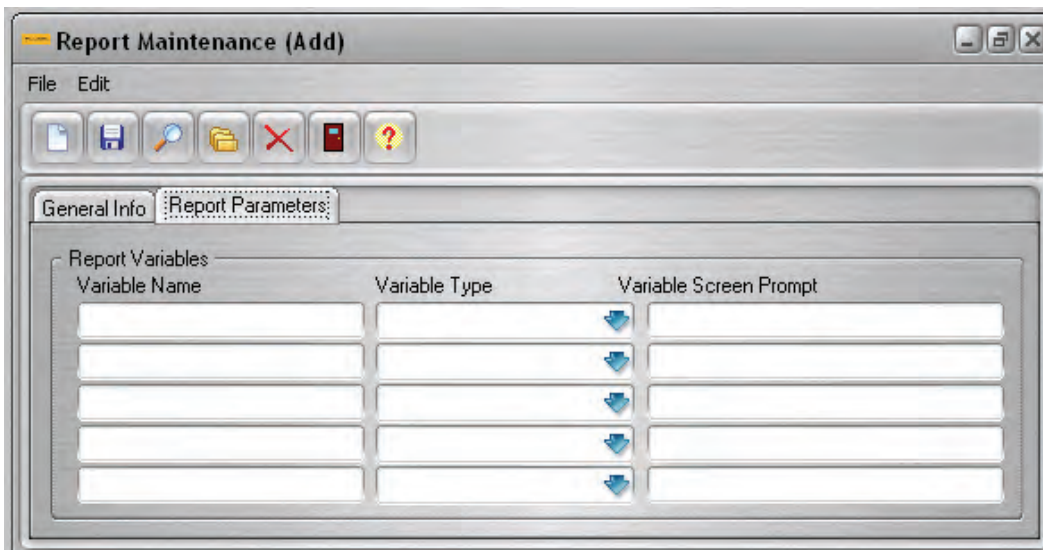 Report Maintenance (Add)
File Edit
General Info Report Parameters
Report Variables
Variable Name Variable Type Variable Screen Prompt